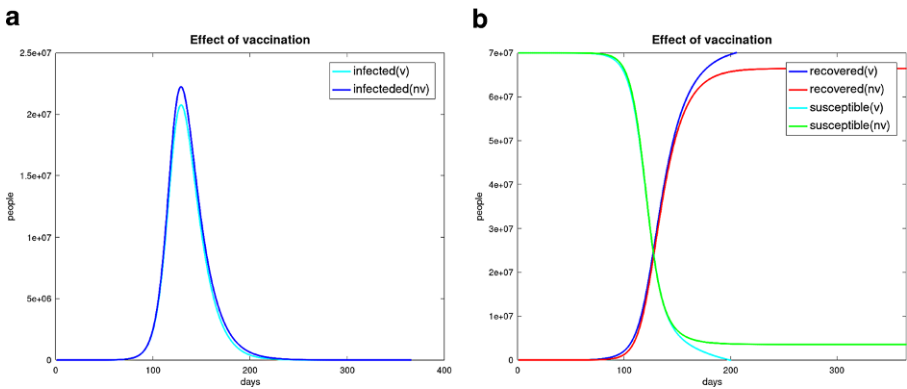 a
Effect of vaccination
2.5e+07
2e+07
1.5e+07
1e+07
5e+06
0
people
infected(v)
infecteded(nv)
0 100 200 300 400
days
b
Effect of vaccination
7e+07
6e+07
5e+07
4e+07
3e+07
2e+07
1e+07
0
people
recovered(v)
recovered(nv)
susceptible(v)
susceptible(nv)
0 100 200 300
days